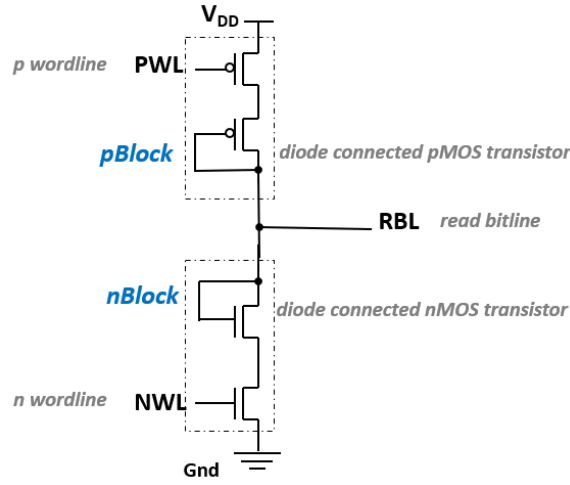 VDD
p wordline PWL
pBlock diode connected pMOS transistor
RBL read bitline
nBlock diode connected nMOS transistor
n wordline NWL
Gnd